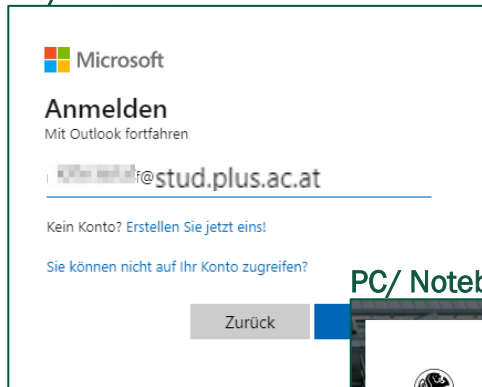 Microsoft
Anmelden
Mit Outlook fortfahren
@stud.plus.ac.at
Kein Konto? Erstellen Sie jetzt eins!
Sie können nicht auf Ihr Konto zugreifen?
PC/
Zurück